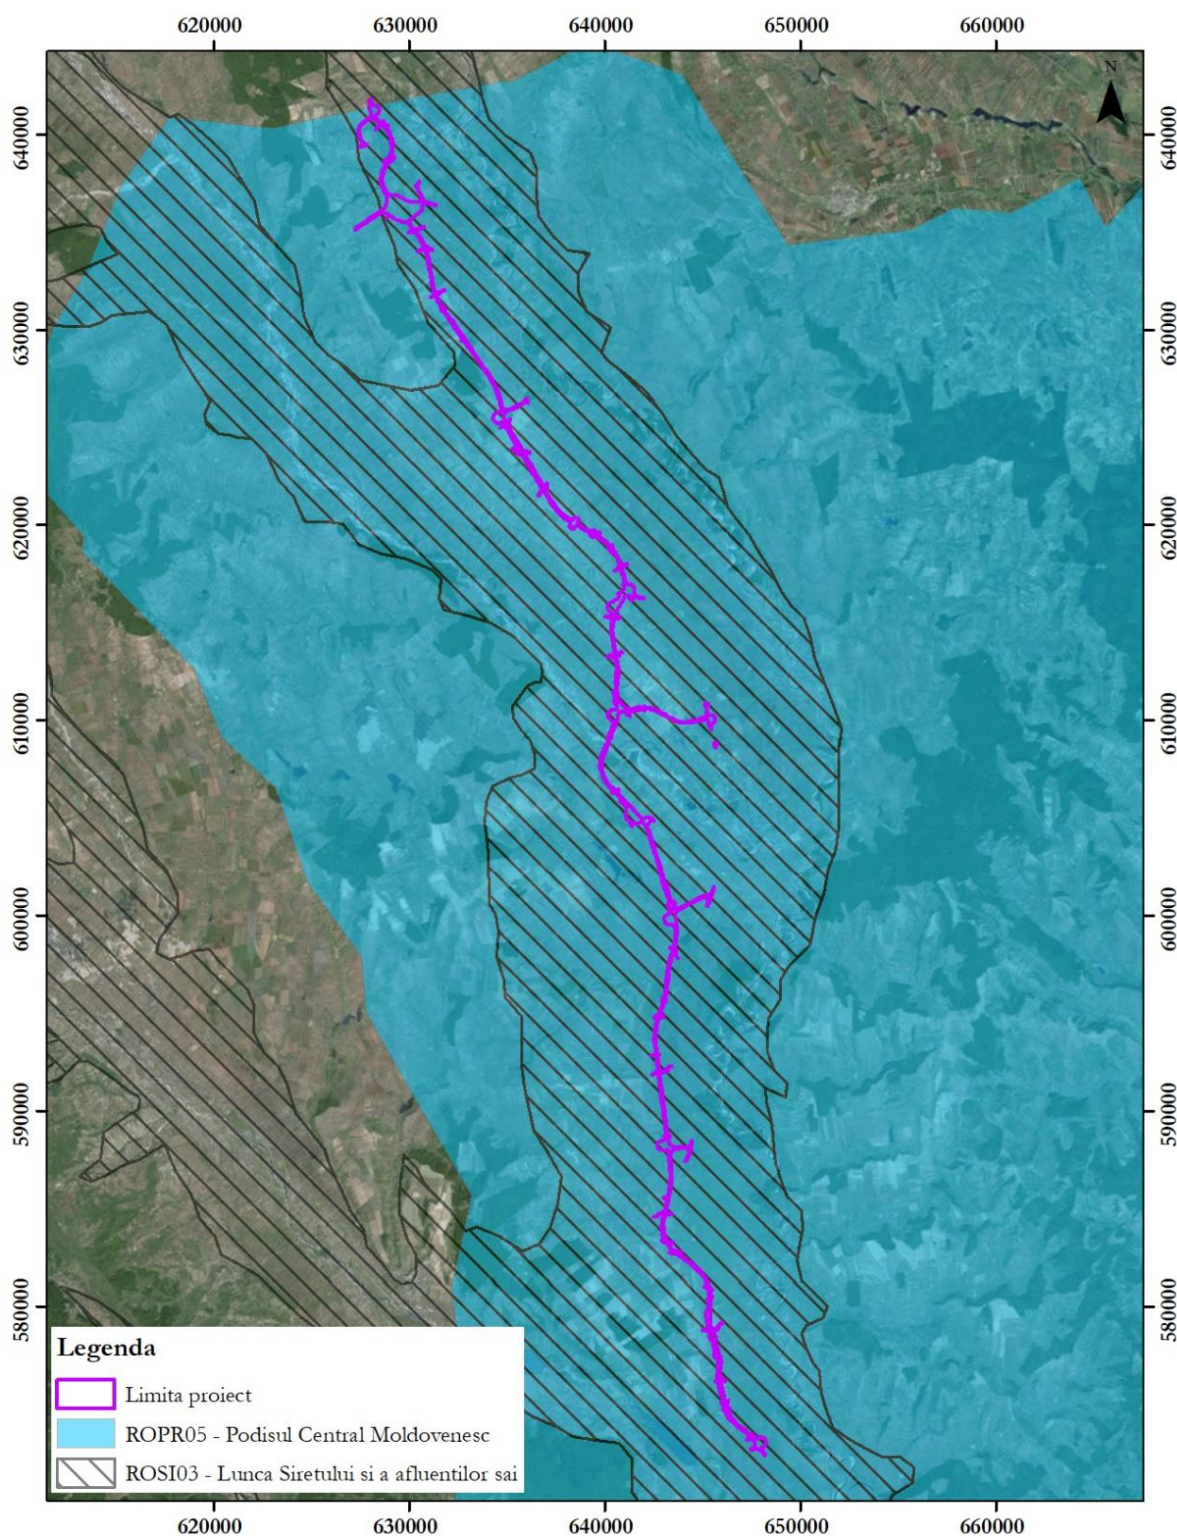 620000 630000 640000 650000 660000
N
640000 640000
630000 630000
620000 620000
610000 610000
600000 600000
590000 590000
580000 580000
Legenda
Limita proiect
ROPR05 - Podisul Central Moldovenesc
ROSI03 - Lunca Siretului si a afluentilor sai
620000 630000 640000 650000 660000